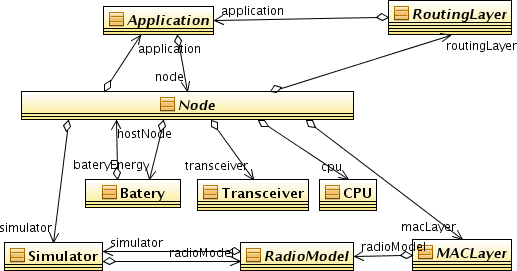 Application
RoutingLayer
application
application
routingLayer
node
Node
hostNode
bateryEnergy
transceiver
cpu
Batery
Transceiver
CPU
simulator
macLayer
simulator
radioModel
radioModel
Simulator
RadioModel
MACLayer